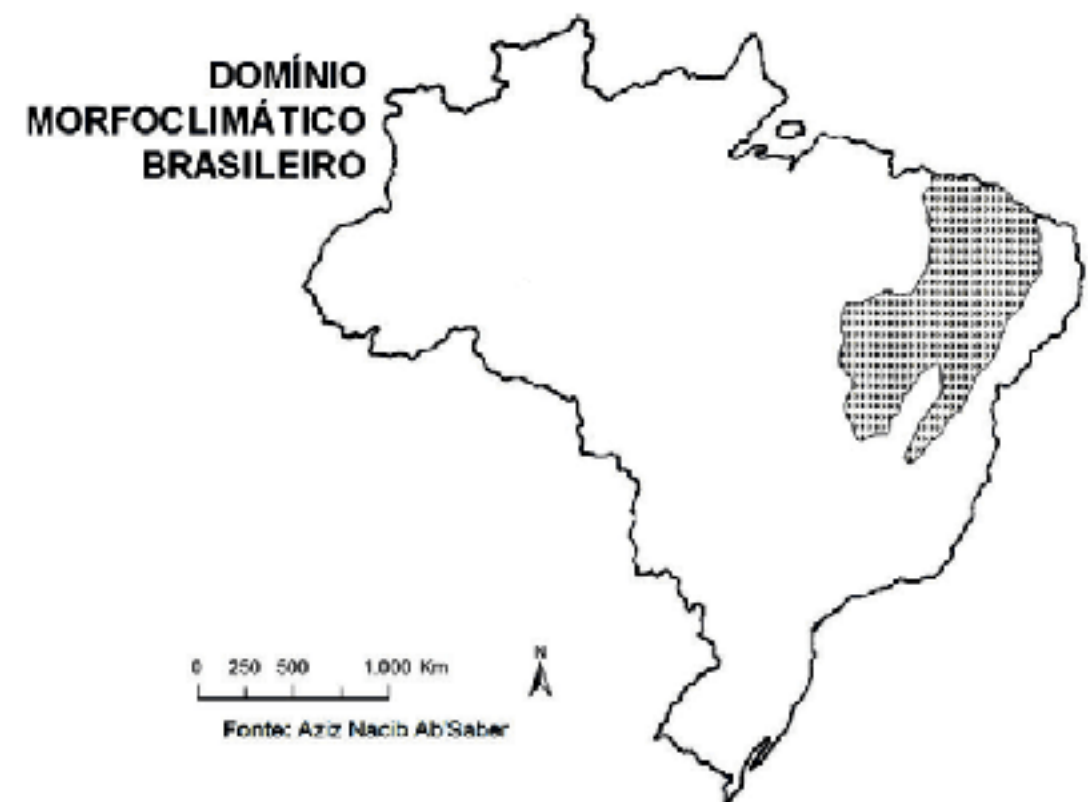 DOMÍNIO
MORFOCLIMÁTICO
BRASILEIRO
0 250 500 1.000 Km
N
Fonte: Aziz Nacib Ab'Saber